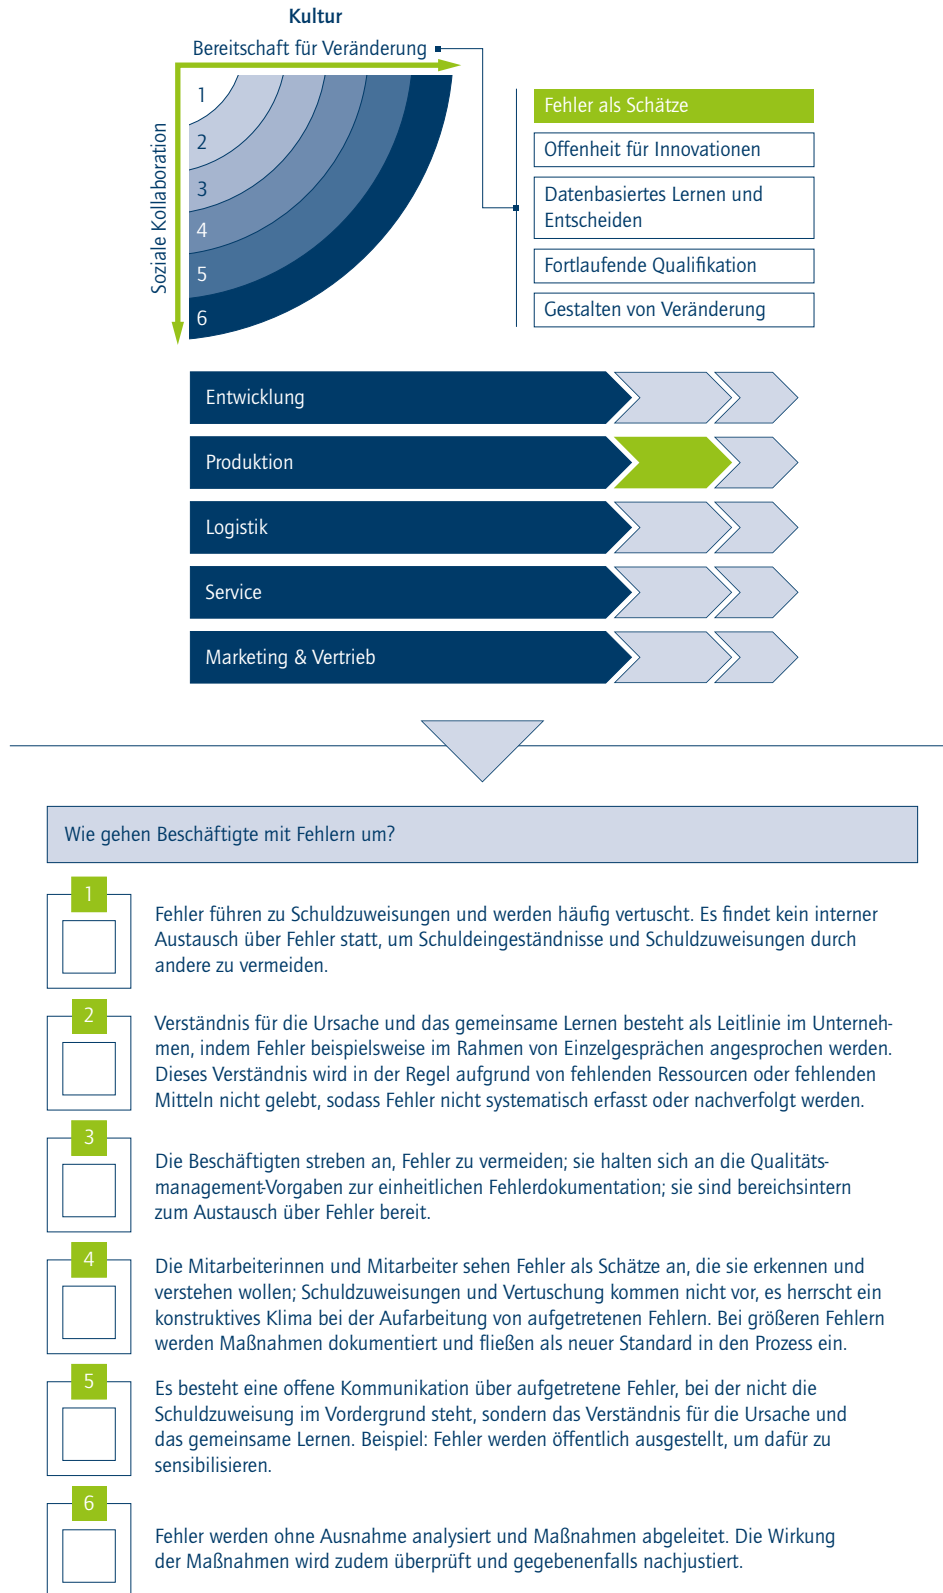 Kultur
Bereitschaft für Veränderung
Soziale Kollaboration
1
2
3
4
5
6
Fehler als Schätze
Offenheit für Innovationen
Datenbasiertes Lernen und
Entscheiden
Fortlaufende Qualifikation
Gestalten von Veränderung
Entwicklung
Produktion
Logistik
Service
Marketing & Vertrieb
Wie gehen Beschäftigte mit Fehlern um?
1
Fehler führen zu Schuldzuweisungen und werden häufig vertuscht. Es findet kein interner
Austausch über Fehler statt, um Schuldeingeständnisse und Schuldzuweisungen durch
andere zu vermeiden.
2
Verständnis für die Ursache und das gemeinsame Lernen besteht als Leitlinie im Unterneh-
men, indem Fehler beispielsweise im Rahmen von Einzelgesprächen angesprochen werden.
Dieses Verständnis wird in der Regel aufgrund von fehlenden Ressourcen oder fehlenden
Mitteln nicht gelebt, sodass Fehler nicht systematisch erfasst oder nachverfolgt werden.
3
Die Beschäftigten streben an, Fehler zu vermeiden; sie halten sich an die Qualitäts-
management-Vorgaben zur einheitlichen Fehlerdokumentation; sie sind bereichsintern
zum Austausch über Fehler bereit.
4
Die Mitarbeiterinnen und Mitarbeiter sehen Fehler als Schätze an, die sie erkennen und
verstehen wollen; Schuldzuweisungen und Vertuschung kommen nicht vor, es herrscht ein
konstruktives Klima bei der Aufarbeitung von aufgetretenen Fehlern. Bei größeren Fehlern
werden Maßnahmen dokumentiert und fließen als neuer Standard in den Prozess ein.
5
Es besteht eine offene Kommunikation über aufgetretene Fehler, bei der nicht die
Schuldzuweisung im Vordergrund steht, sondern das Verständnis für die Ursache und
das gemeinsame Lernen. Beispiel: Fehler werden öffentlich ausgestellt, um dafür zu
sensibilisieren.
6
Fehler werden ohne Ausnahme analysiert und Maßnahmen abgeleitet. Die Wirkung
der Maßnahmen wird zudem überprüft und gegebenenfalls nachjustiert.